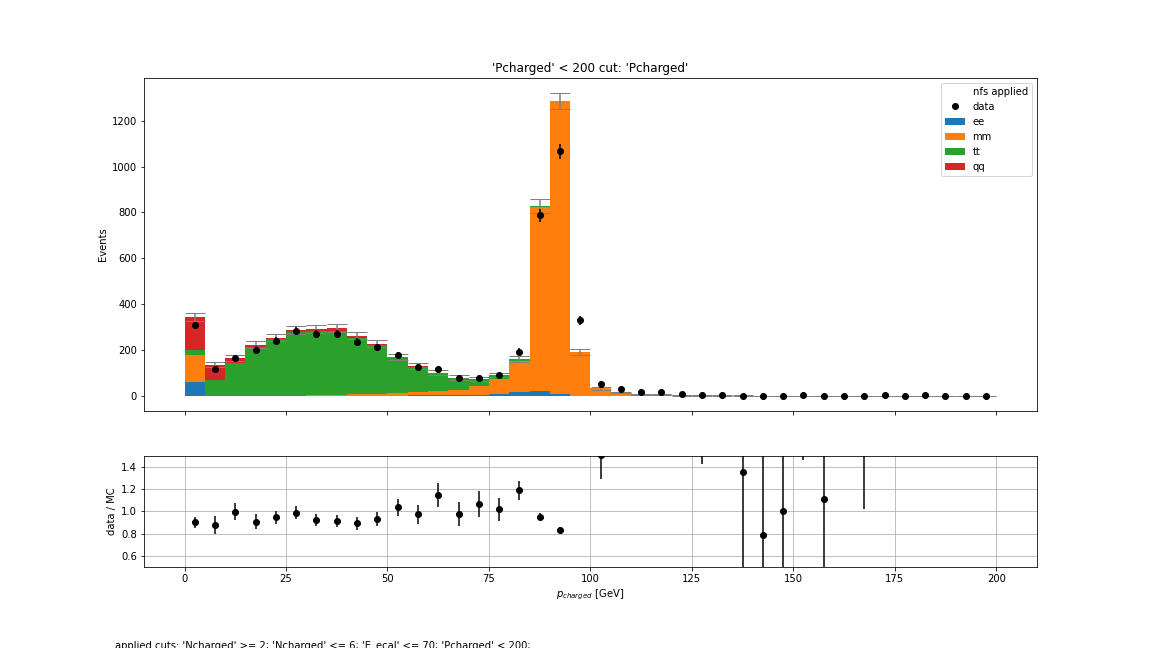 'Pcharged' < 200 cut: 'Pcharged'
nfs applied
data
ee
mm
tt
qq
Events
1200
1000
800
600
400
200
0
data / MC
1.4
1.2
1.0
0.8
0.6
0 25 50 75 100 125 150 175 200
p_charged [GeV]
applied cuts: 'Ncharged' >= 2; 'Ncharged' <= 6; 'E_ecal' <= 70; 'Pcharged' < 200;